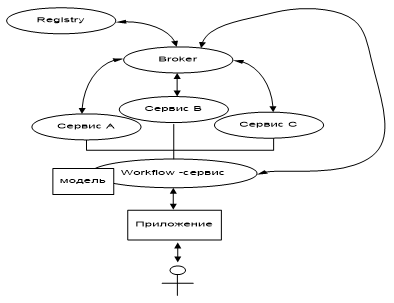 Registry
Broker
Сервис B
Сервис A
Сервис C
Workflow -сервис
модель
Приложение